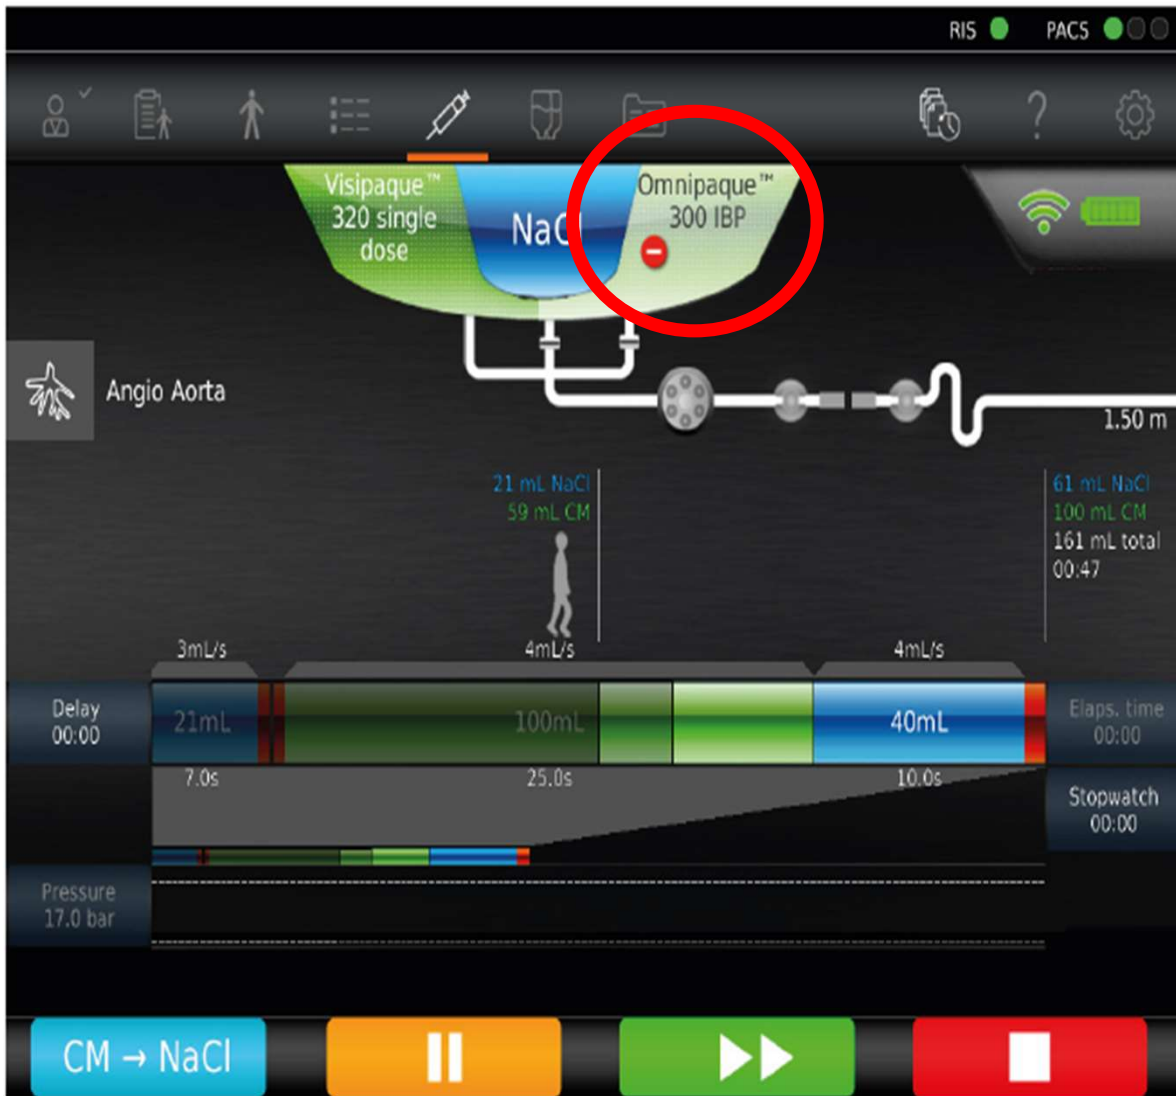 RIS
PACS
Visipaque™
320 single
dose
NaCl
Omnipaque™
300 IBP
Angio Aorta
1.50 m
21 mL NaCl
59 mL CM
61 mL NaCl
100 mL CM
161 mL total
00:47
3mL/s
4mL/s
4mL/s
Delay
00:00
21mL
100mL
40mL
Elaps. time
00:00
7.0s
25.0s
10.0s
Stopwatch
00:00
Pressure
17.0 bar
CM → NaCl